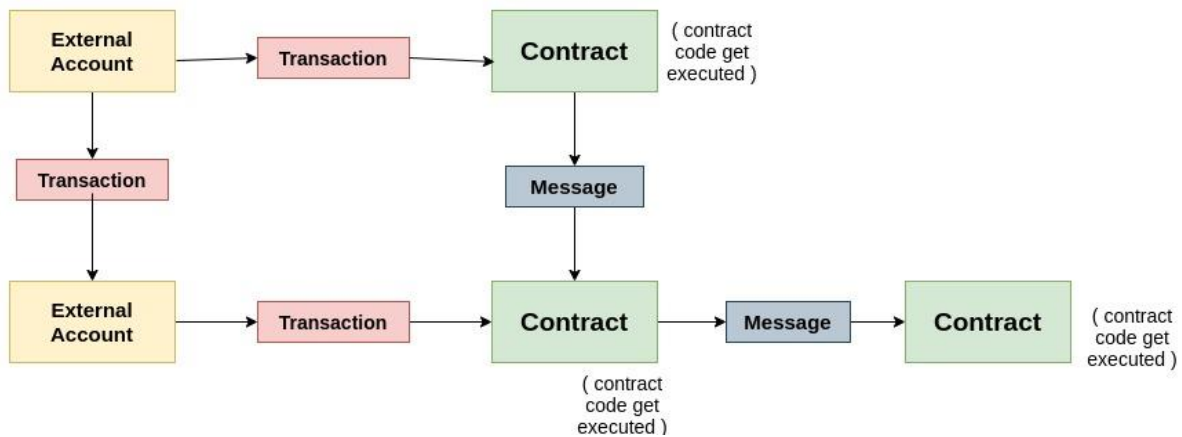 External
Account
Transaction
Contract
( contract
code get
executed )
Transaction
Message
External
Account
Transaction
Contract
Message
Contract
( contract
code get
executed )
( contract
code get
executed )